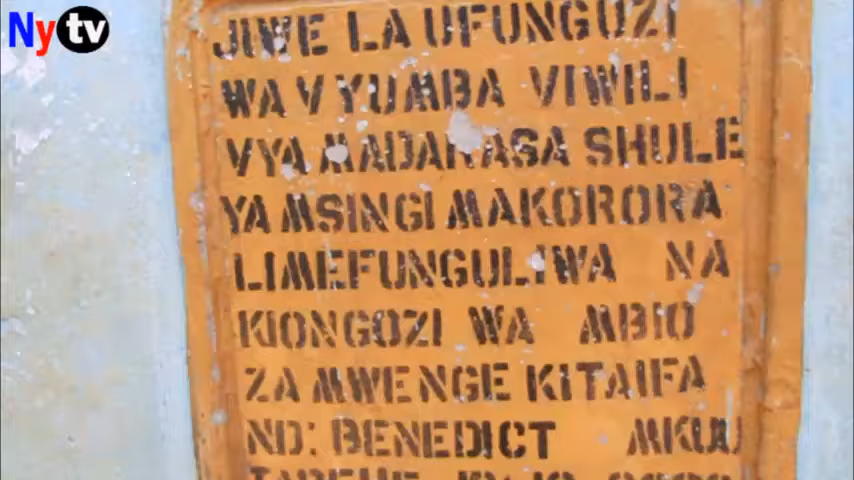 Nytv
JIWE LA UFUNGUZI
WA VYUMBA VIWILI
VYA MADARASA SHULE
YA MSINGI MAKORORA
LIMEFUNGULIWA NA
KIONGOZI WA MBIO
ZA MWENGE KITAIFA
ND: BENEDICT MKUU
TAREHE